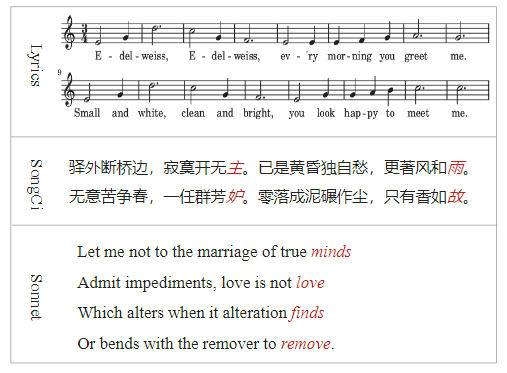 Lyrics
E - del - weiss, E - del - weiss, ev - 'ry mor - ning you greet me.
9
Small and white, clean and bright, you look hap - py to meet me.
SongCi
驿外断桥边，寂寞开无主。已是黄昏独自愁，更著风和雨。
无意苦争春，一任群芳妒。零落成泥碾作尘，只有香如故。
Sonnet
Let me not to the marriage of true minds
Admit impediments, love is not love
Which alters when it alteration finds
Or bends with the remover to remove.